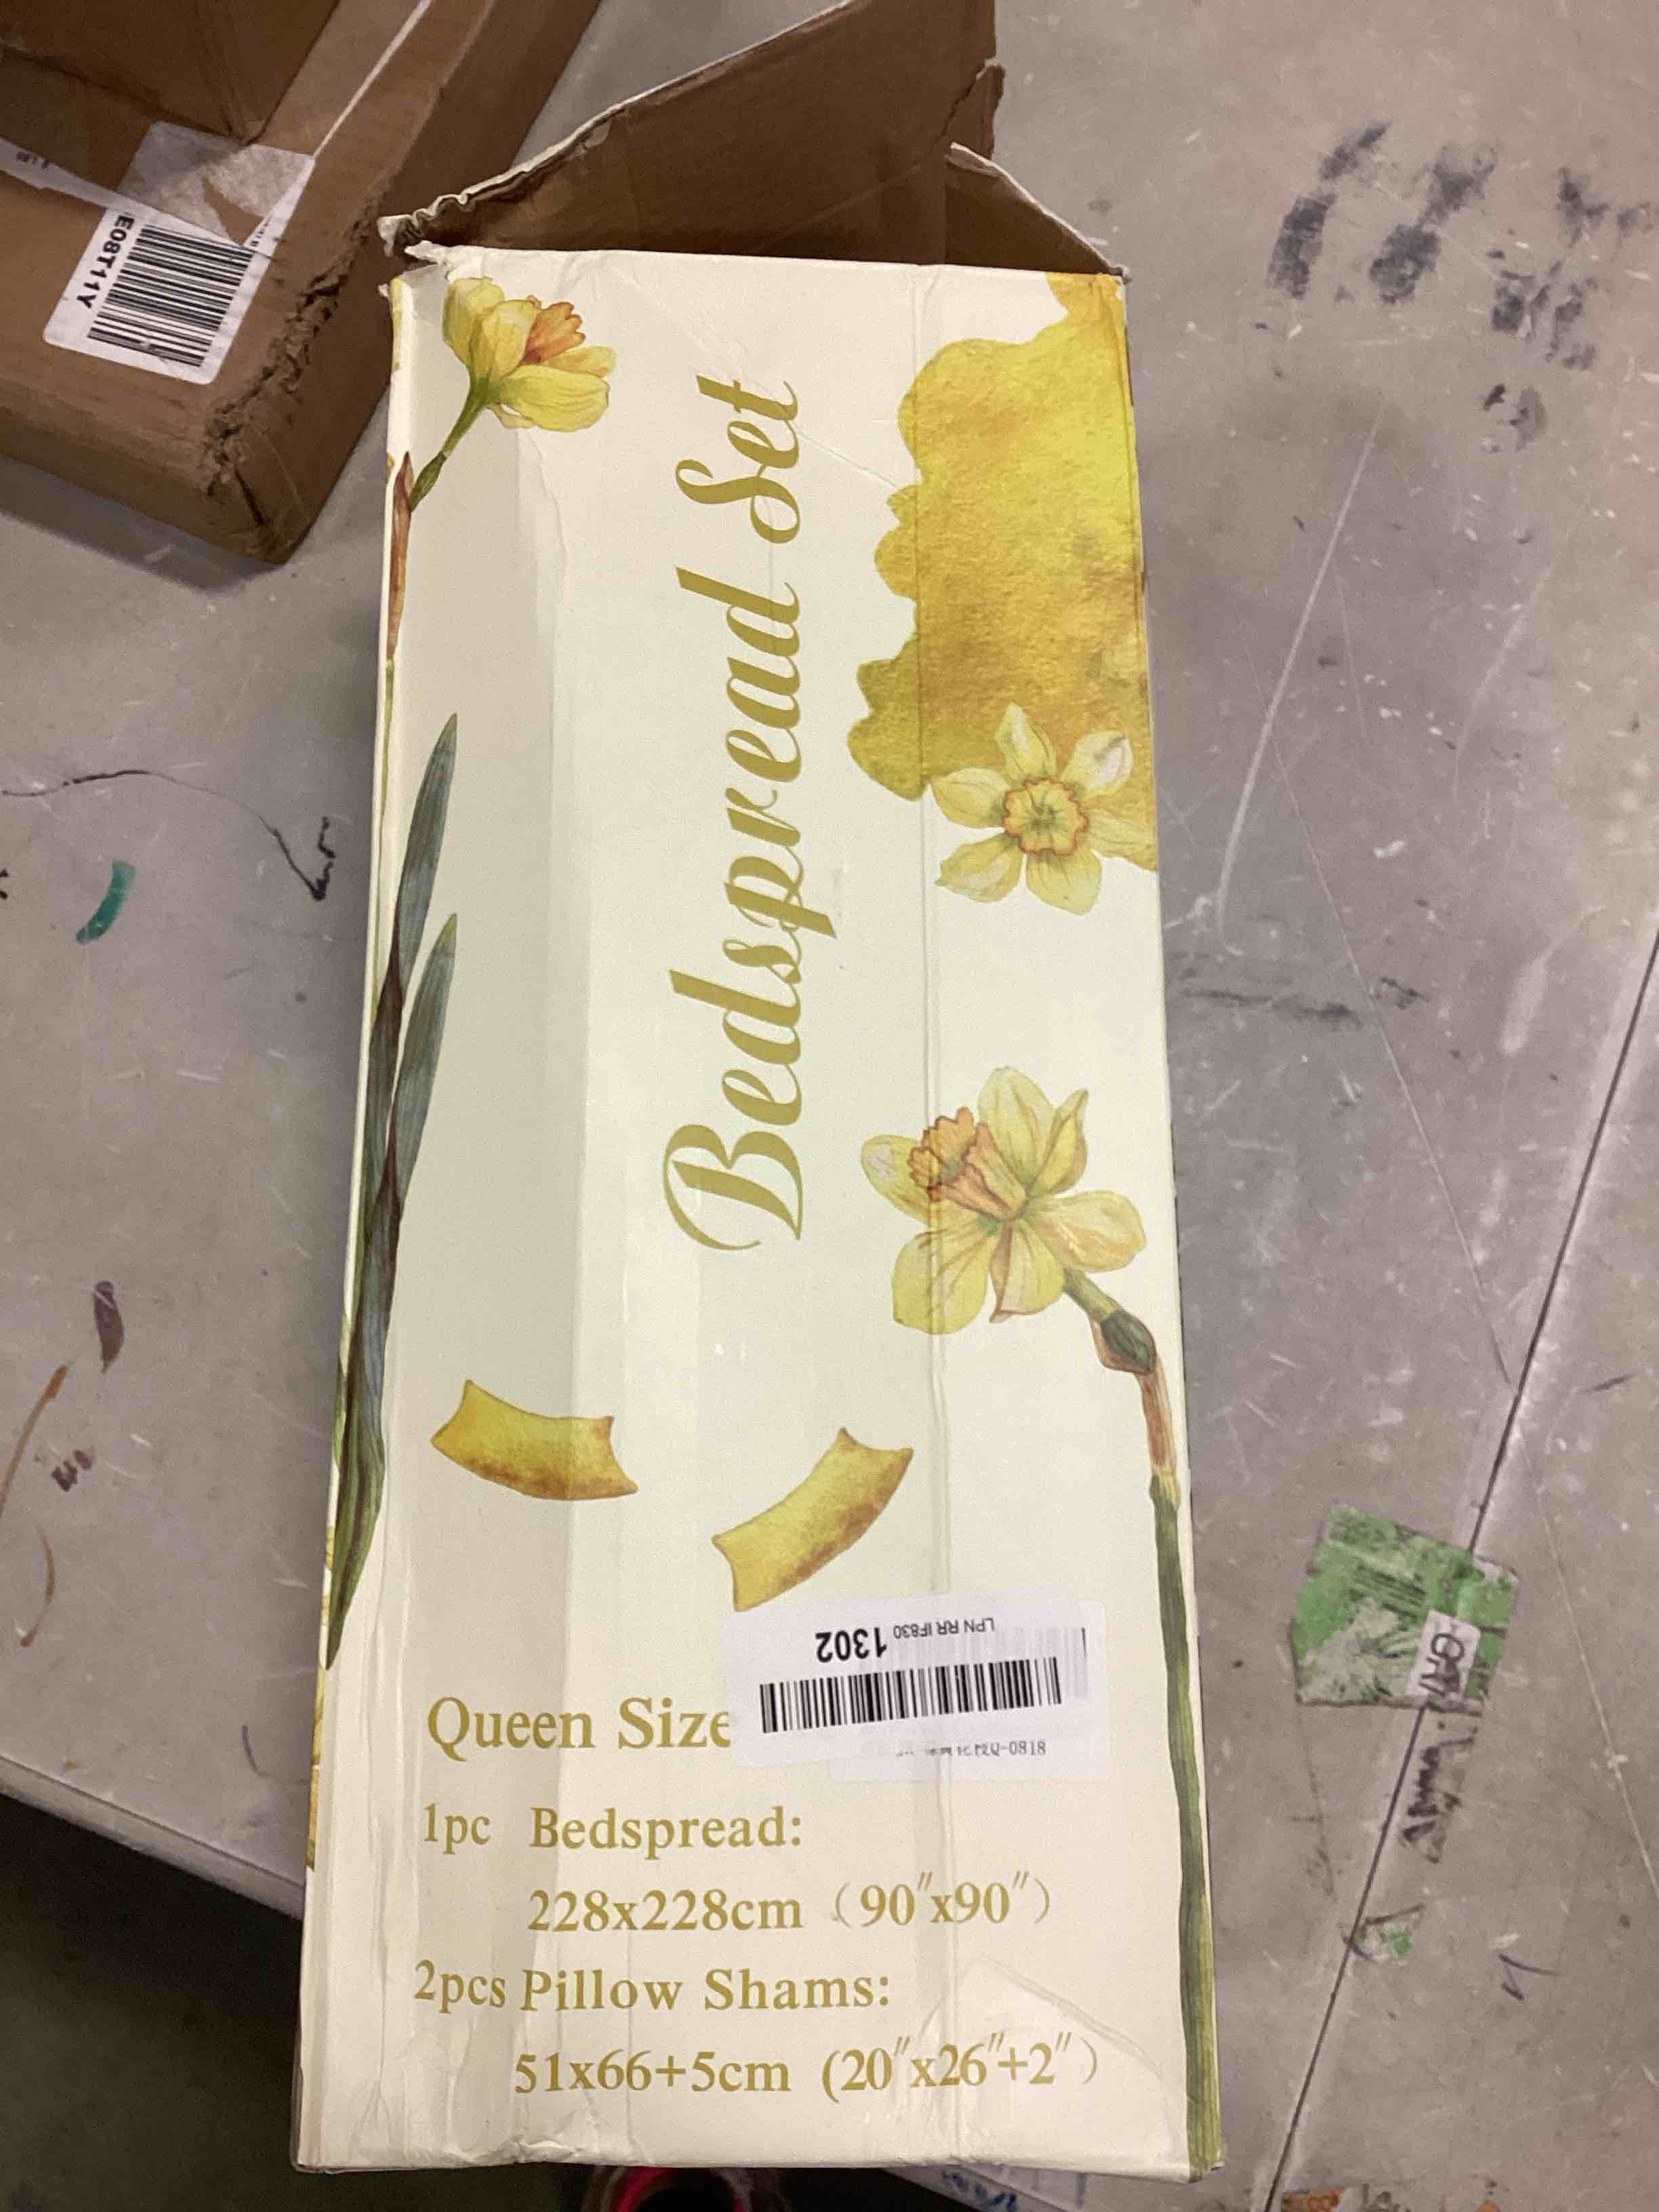 E08T11Y
Bedspread Set
LPN RR IF830 1302
Q-0818
Queen Size
1pc Bedspread:
228x228cm (90"x90")
2pcs Pillow Shams:
51x66+5cm (20"x26"+2")